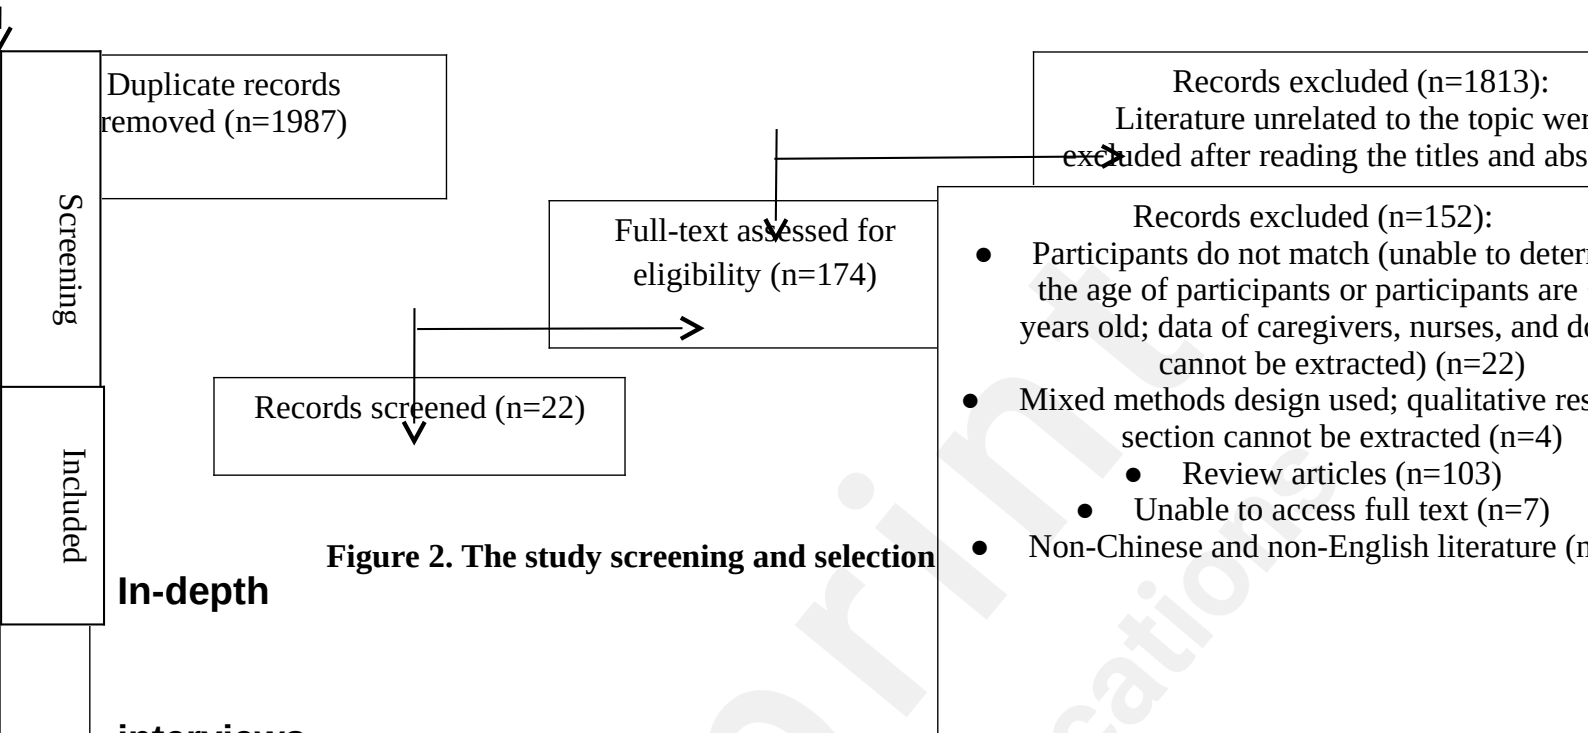 Duplicate records
removed (n=1987)
Screening
Records excluded (n=1813):
Literature unrelated to the topic
excluded after reading the titles and
Full-text assessed for
eligibility (n=174)
Records excluded (n=152):
● Participants do not match (unable to
the age of participants or participants are
years old; data of caregivers, nurses, and
cannot be extracted) (n=22)
● Mixed methods design used; qualitative
section cannot be extracted (n=4)
● Review articles (n=103)
● Unable to access full text (n=7)
● Non-Chinese and non-English literature
Records screened (n=22)
Included
Figure 2. The study screening and selection
In-depth
interviews